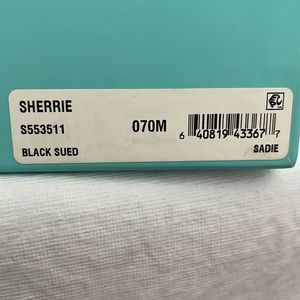 SHERRIE
S553511
070M
6 40819 43367 7
BLACK SUED
SADIE